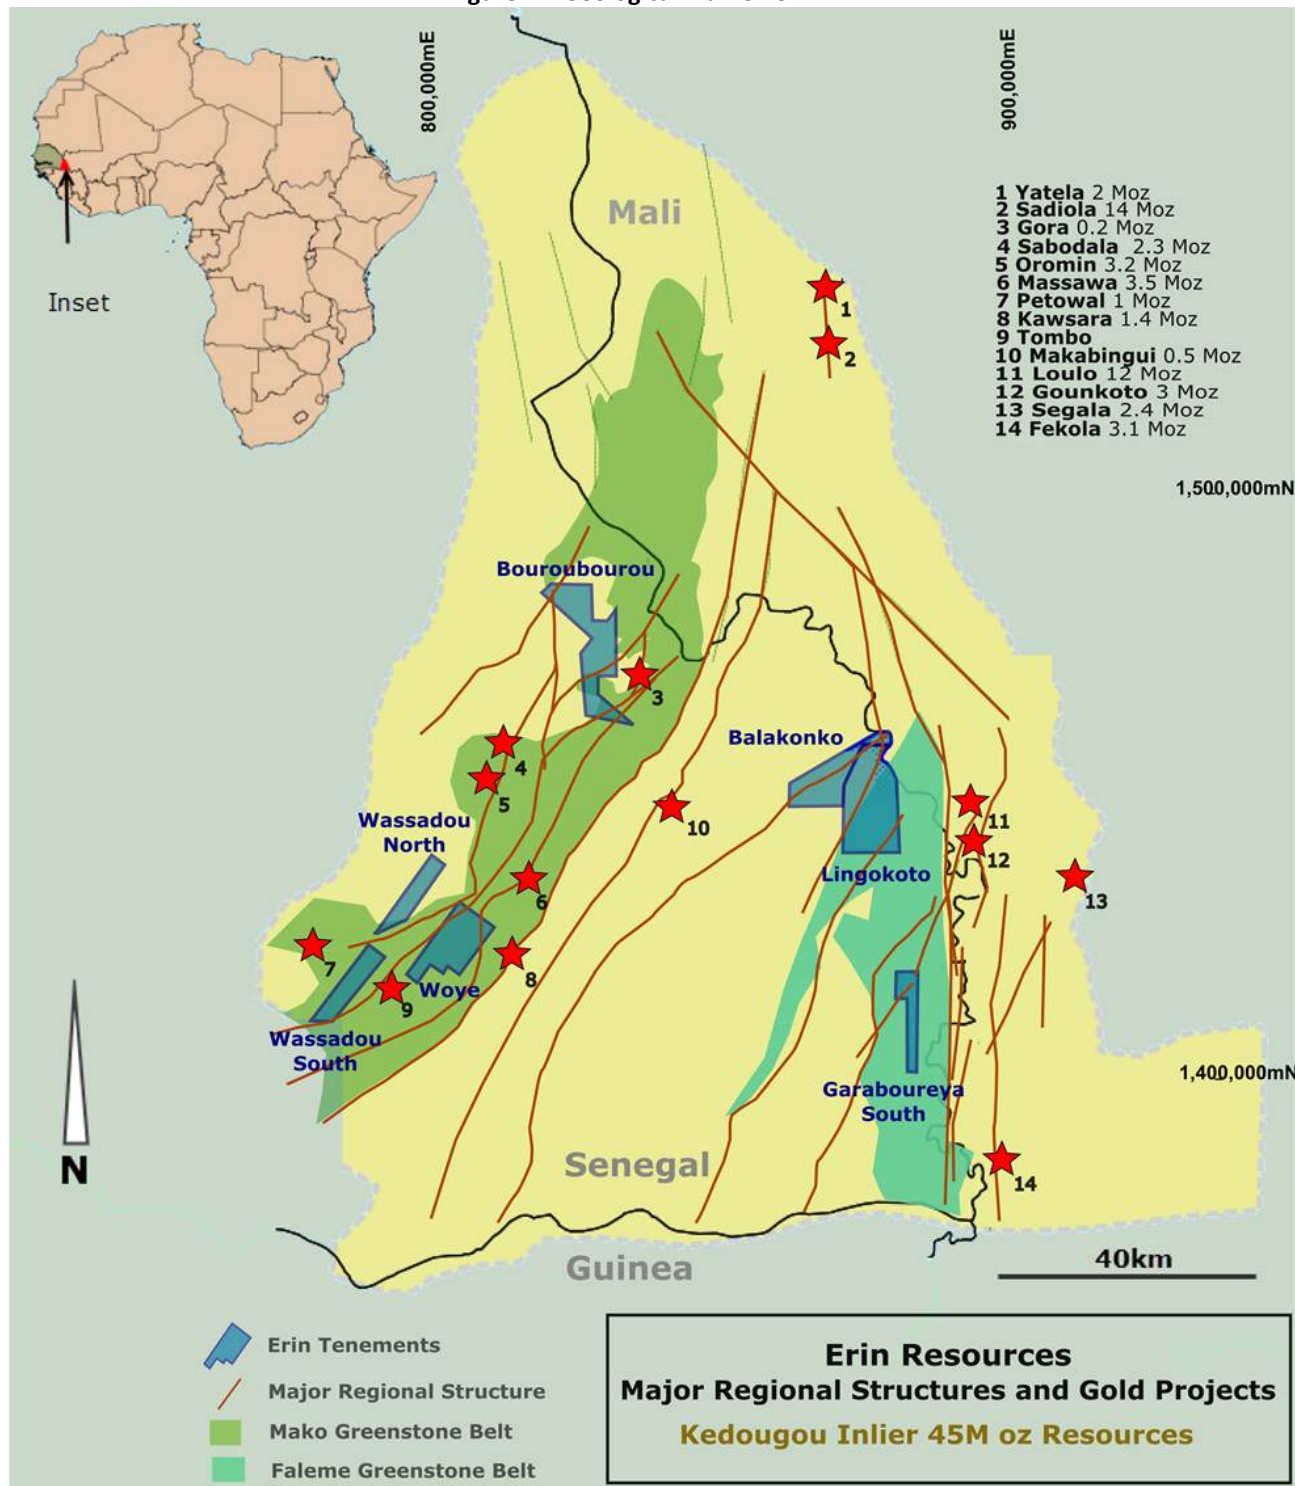 800,000mE
900,000mE
Mali
Inset
1 Yatela 2 Moz
2 Sadiola 14 Moz
3 Gora 0.2 Moz
4 Sabodala 2.3 Moz
5 Oromin 3.2 Moz
6 Massawa 3.5 Moz
7 Petowal 1 Moz
8 Kawsara 1.4 Moz
9 Tombo
10 Makabingui 0.5 Moz
11 Loulo 12 Moz
12 Gounkoto 3 Moz
13 Segala 2.4 Moz
14 Fekola 3.1 Moz
1
2
1,500,000mN
Bouroubourou
3
Balakonko
4
5
Wassadou
North
10
11
12
Lingokoto
6
13
7
8
Woye
9
Wassadou
South
1,400,000mN
Garaboureya
South
N
Senegal
14
Guinea
40km
Erin Tenements
Major Regional Structure
Mako Greenstone Belt
Faleme Greenstone Belt
Erin Resources
Major Regional Structures and Gold Projects
Kedougou Inlier 45M oz Resources